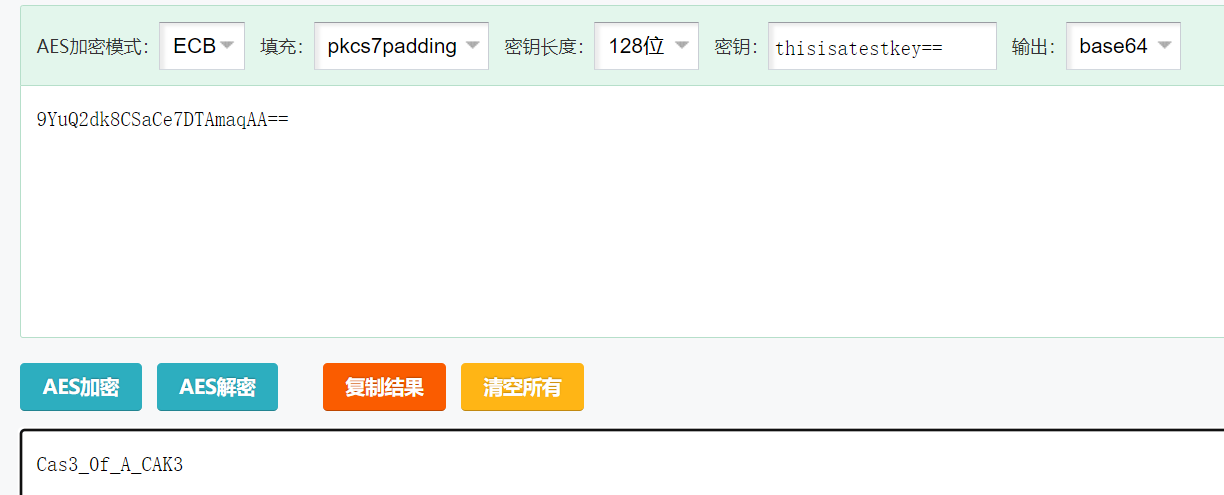 AES加密模式： ECB 填充： pkcs7padding 密钥长度： 128位 密钥： thisisatestkey== 输出： base64
9YuQ2dk8CSaCe7DTAmaqAA==
AES加密 AES解密 复制结果 清空所有
Cas3_0f_A_CAK3